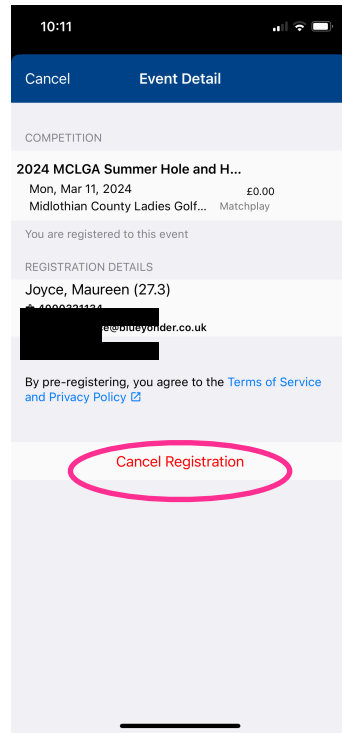 10:11
Cancel Event Detail
COMPETITION
2024 MCLGA Summer Hole and H...
Mon, Mar 11, 2024 £0.00
Midlothian County Ladies Golf... Matchplay
You are registered to this event
REGISTRATION DETAILS
Joyce, Maureen (27.3)
e@blueyonder.co.uk
By pre-registering, you agree to the Terms of Service
and Privacy Policy
Cancel Registration